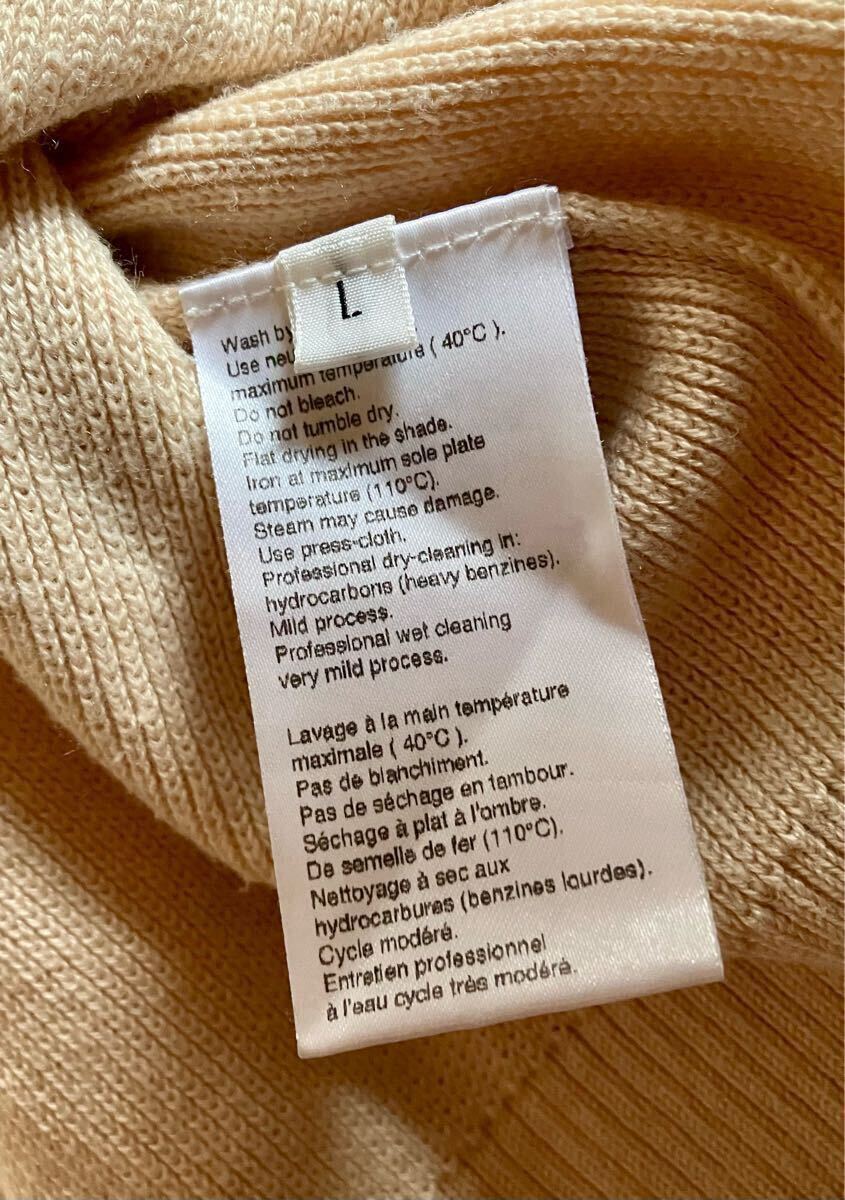 L
Wash by
Use neu
maximum temperature ( 40°C ).
Do not bleach.
Do not tumble dry.
Flat drying in the shade.
Iron at maximum sole plate
temperature (110°C).
Steam may cause damage.
Use press-cloth.
Professional dry-cleaning in:
hydrocarbons (heavy benzines).
Mild process.
Professional wet cleaning
very mild process.
Lavage à la main température
maximale ( 40°C ).
Pas de blanchiment.
Pas de séchage en tambour.
Séchage à plat à l'ombre.
De semelle de fer (110°C).
Nettoyage à sec aux
hydrocarbures (benzines lourdes).
Cycle modéré.
Entretien professionnel
à l'eau cycle très modéré.